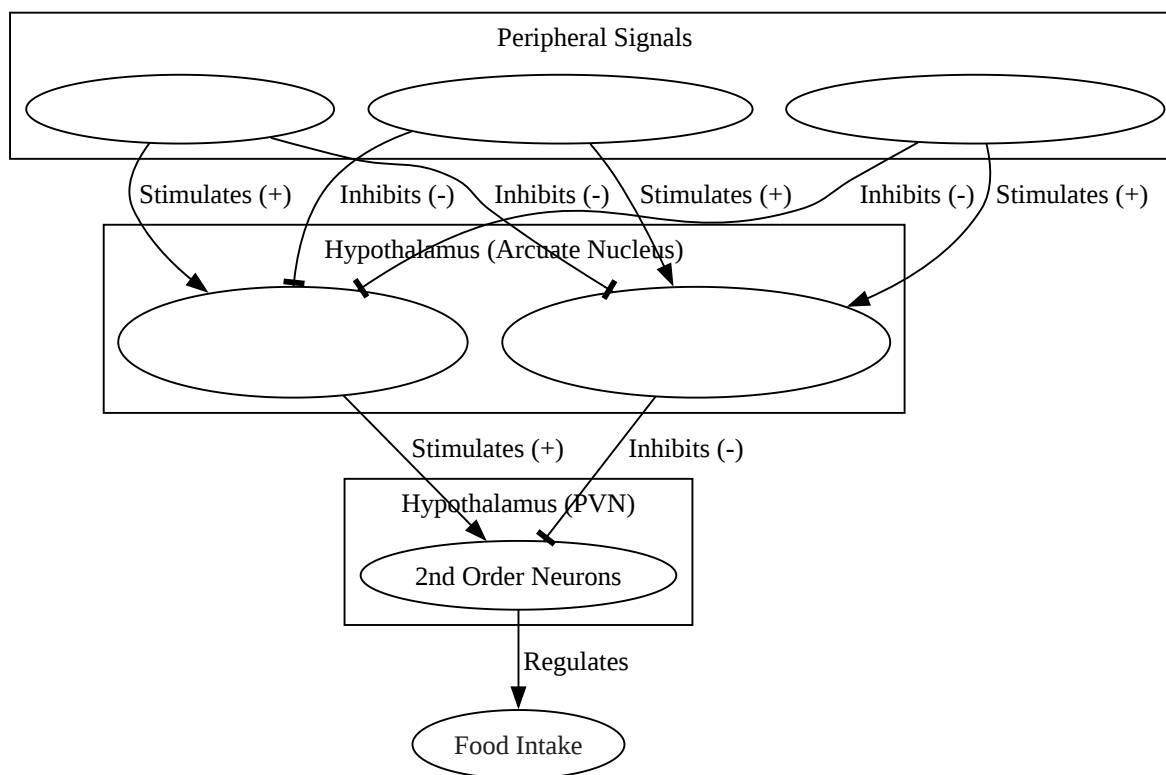 Peripheral Signals
Stimulates (+)
Inhibits (-)
Inhibits (-)
Stimulates (+)
Inhibits (-)
Stimulates (+)
Hypothalamus (Arcuate Nucleus)
Stimulates (+)
Inhibits (-)
Hypothalamus (PVN)
2nd Order Neurons
Regulates
Food Intake